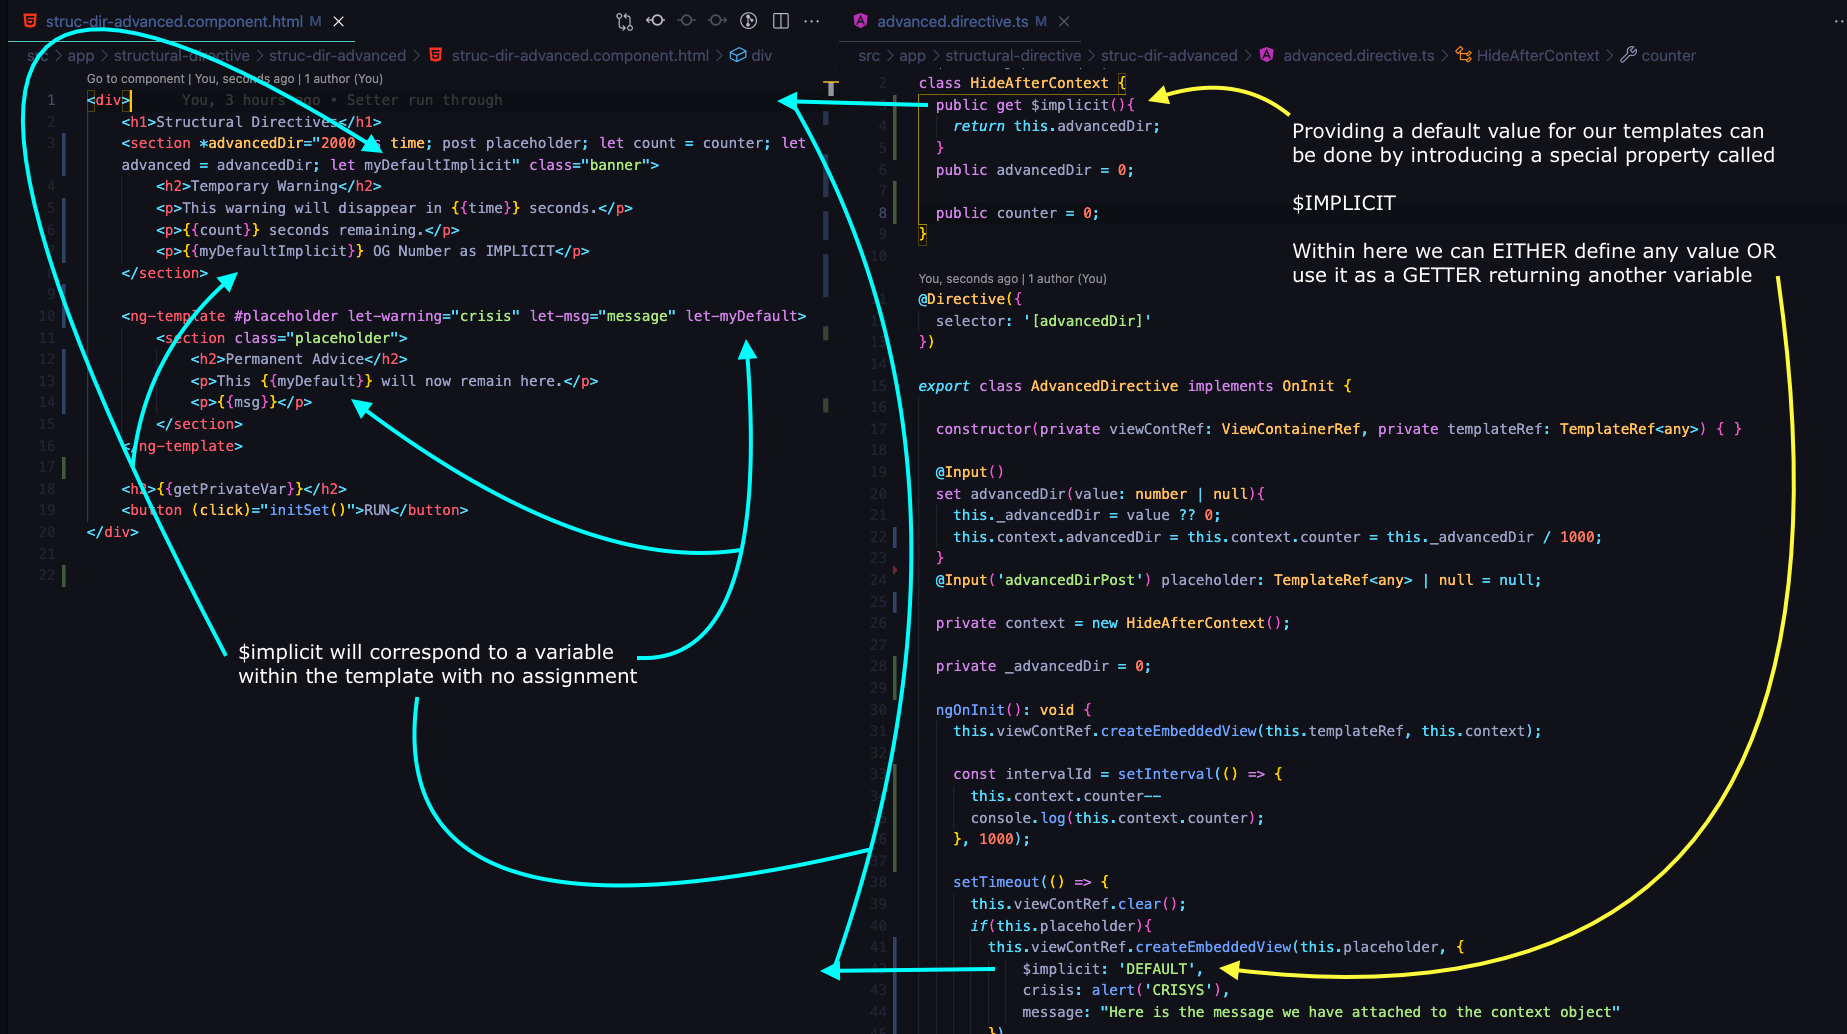 struc-dir-advanced.component.html M
src > app > structural-directive > struc-dir-advanced > struc-dir-advanced.component.html > div
Go to component | You, seconds ago | 1 author (You)
1 <div> You, 3 hours ago • Setter run through
2 <h1>Structural Directives</h1>
3 <section *advancedDir="2000 as time; post placeholder; let count = counter; let
advanced = advancedDir; let myDefaultImplicit" class="banner">
4 <h2>Temporary Warning</h2>
5 <p>This warning will disappear in {{time}} seconds.</p>
6 <p>{{count}} seconds remaining.</p>
<p>{{myDefaultImplicit}} OG Number as IMPLICIT</p>
</section>
9
10 <ng-template #placeholder let-warning="crisis" let-msg="message" let-myDefault>
11 <section class="placeholder">
12 <h2>Permanent Advice</h2>
13 <p>This {{myDefault}} will now remain here.</p>
14 <p>{{msg}}</p>
15 </section>
16 </ng-template>
17
18 <h2>{{getPrivateVar}}</h2>
19 <button (click)="initSet()">RUN</button>
20 </div>
21
22
$implicit will correspond to a variable
within the template with no assignment
advanced.directive.ts M
src > app > structural-directive > struc-dir-advanced > advanced.directive.ts > HideAfterContext > counter
2 class HideAfterContext {
public get $implicit(){
4 return this.advancedDir;
5 }
6 public advancedDir = 0;
7
8 public counter = 0;
9 }
10
You, seconds ago | 1 author (You)
@Directive({
selector: '[advancedDir]'
13 })
14
15 export class AdvancedDirective implements OnInit {
16
17 constructor(private viewContRef: ViewContainerRef, private templateRef: TemplateRef<any>) { }
18
19 @Input()
20 set advancedDir(value: number | null){
21 this._advancedDir = value ?? 0;
22 this.context.advancedDir = this.context.counter = this._advancedDir / 1000;
23 }
24 @Input('advancedDirPost') placeholder: TemplateRef<any> | null = null;
25
26 private context = new HideAfterContext();
27
28 private _advancedDir = 0;
29
30 ngOnInit(): void {
31 this.viewContRef.createEmbeddedView(this.templateRef, this.context);
32
33 const intervalId = setInterval(() => {
this.context.counter--
console.log(this.context.counter);
}, 1000);
37
38 setTimeout(() => {
39 this.viewContRef.clear();
40 if(this.placeholder){
41 this.viewContRef.createEmbeddedView(this.placeholder, {
$implicit: 'DEFAULT',
43 crisis: alert('CRISYS'),
44 message: "Here is the message we have attached to the context object"
45 })
Providing a default value for our templates can
be done by introducing a special property called
$IMPLICIT
Within here we can EITHER define any value OR
use it as a GETTER returning another variable